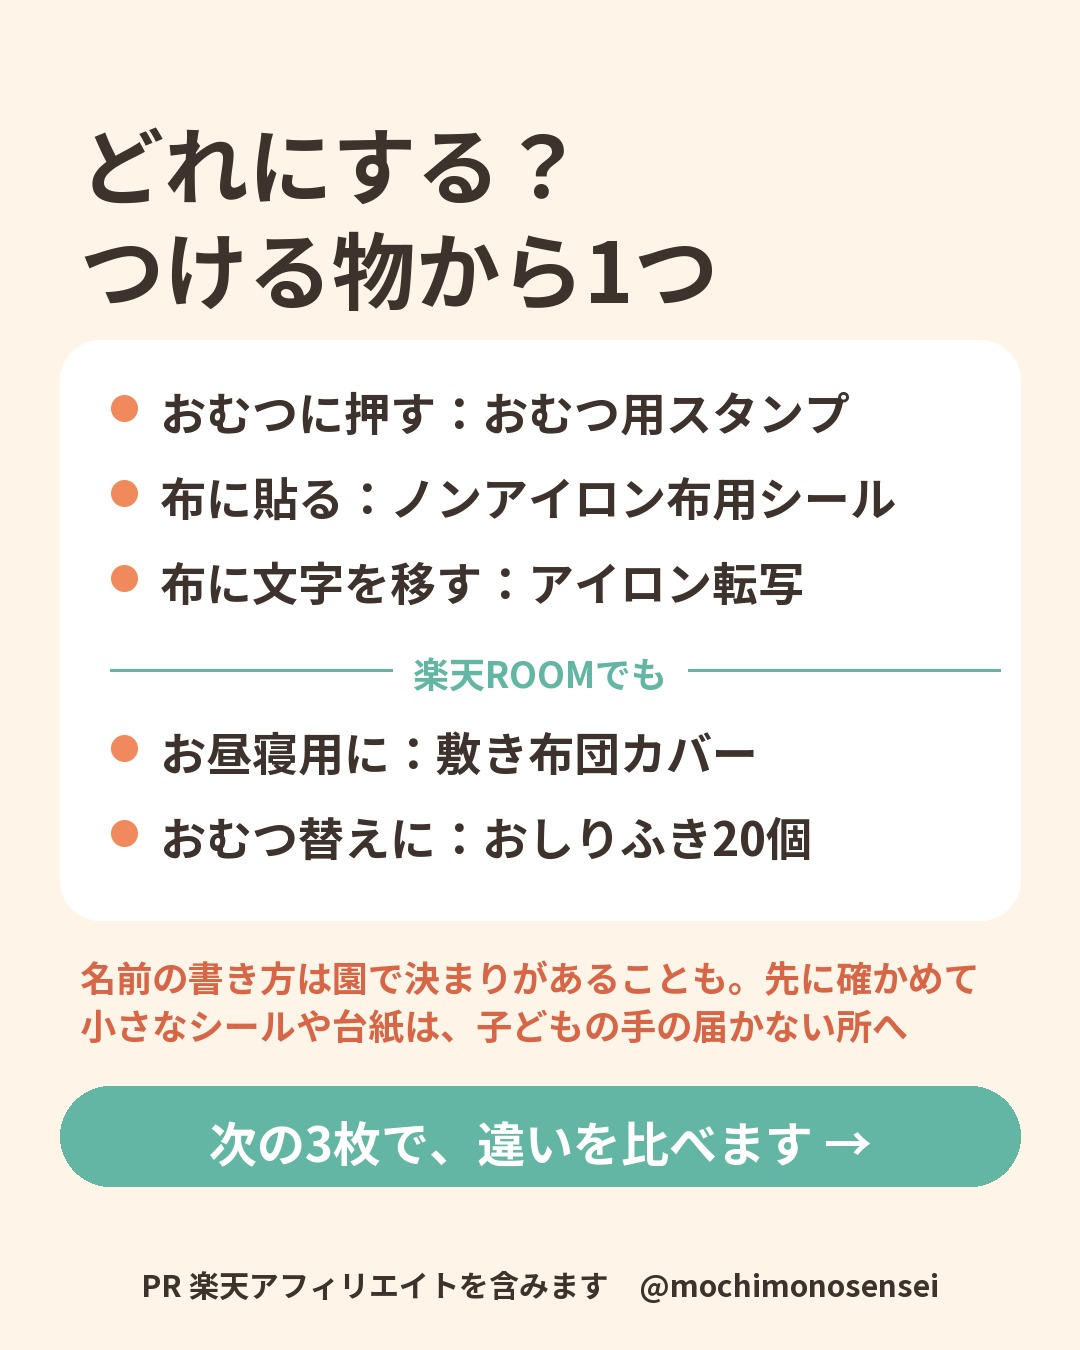 どれにする？
つける物から1つ
おむつに押す：おむつ用スタンプ
布に貼る：ノンアイロン布用シール
布に文字を移す：アイロン転写
楽天ROOMでも
お昼寝用に：敷き布団カバー
おむつ替えに：おしりふき20個
名前の書き方は園で決まりがあることも。先に確かめて
小さなシールや台紙は、子どもの手の届かない所へ
次の3枚で、違いを比べます →
PR 楽天アフィリエイトを含みます　@mochimonosensei